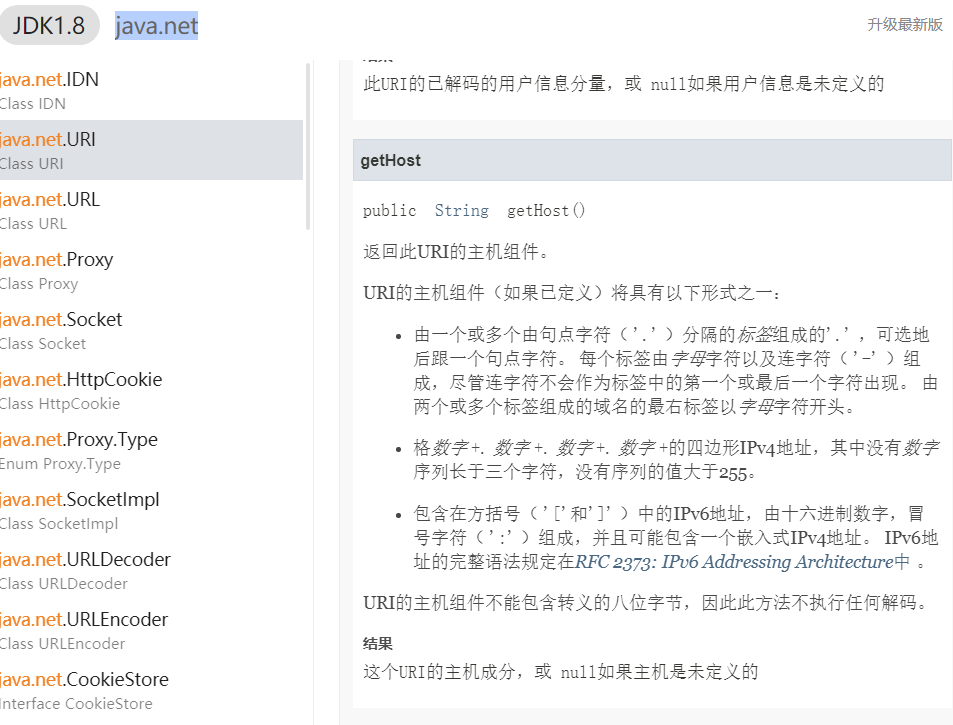 JDK1.8 java.net 升级最新版
java.net.IDN
Class IDN
java.net.URI
Class URI
java.net.URL
Class URL
java.net.Proxy
Class Proxy
java.net.Socket
Class Socket
java.net.HttpCookie
Class HttpCookie
java.net.Proxy.Type
Enum Proxy.Type
java.net.SocketImpl
Class SocketImpl
java.net.URLDecoder
Class URLDecoder
java.net.URLEncoder
Class URLEncoder
java.net.CookieStore
Interface CookieStore
此URI的已解码的用户信息分量，或 null如果用户信息是未定义的
getHost
public String getHost()
返回此URI的主机组件。
URI的主机组件（如果已定义）将具有以下形式之一：
• 由一个或多个由句点字符（'.'）分隔的标签组成的'.' ，可选地
后跟一个句点字符。 每个标签由字母字符以及连字符（'-'）组
成，尽管连字符不会作为标签中的第一个或最后一个字符出现。 由
两个或多个标签组成的域名的最右标签以字母字符开头。
• 格数字+. 数字+. 数字+. 数字+的四边形IPv4地址，其中没有数字
序列长于三个字符，没有序列的值大于255。
• 包含在方括号（'['和']'）中的IPv6地址，由十六进制数字，冒
号字符（':'）组成，并且可能包含一个嵌入式IPv4地址。 IPv6地
址的完整语法规定在RFC 2373: IPv6 Addressing Architecture中 。
URI的主机组件不能包含转义的八位字节，因此此方法不执行任何解码。
结果
这个URI的主机成分，或 null如果主机是未定义的